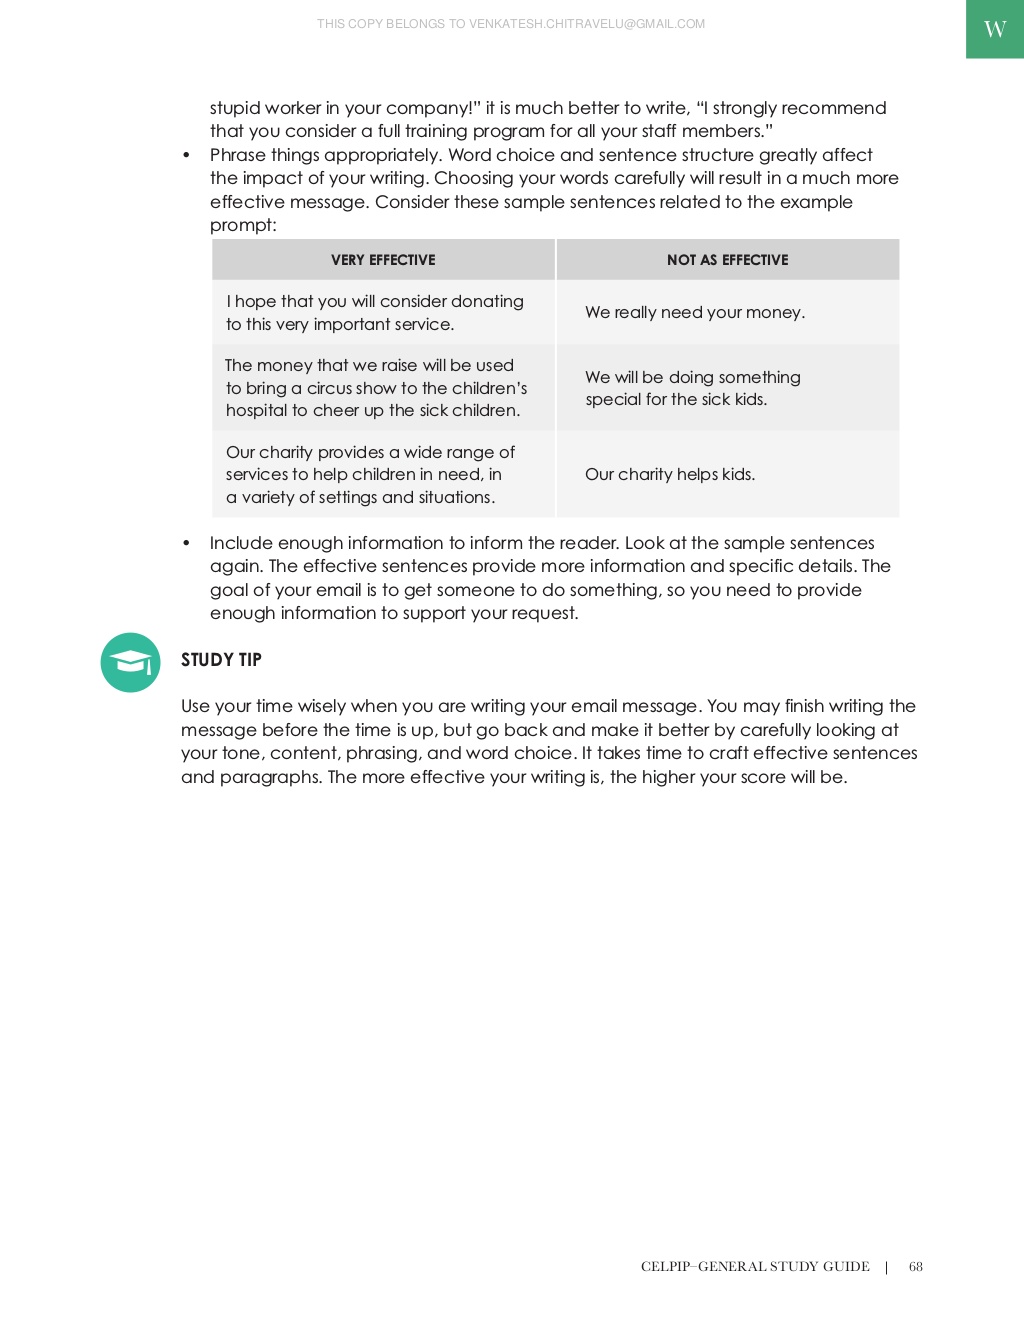 THIS COPY BELONGS TO VENKATESH.CHITRAVELU@GMAIL.COM
W
stupid worker in your company!” it is much better to write, “I strongly recommend
that you consider a full training program for all your staff members.”
• Phrase things appropriately. Word choice and sentence structure greatly affect
the impact of your writing. Choosing your words carefully will result in a much more
effective message. Consider these sample sentences related to the example
prompt:
VERY EFFECTIVE
NOT AS EFFECTIVE
I hope that you will consider donating
to this very important service.
We really need your money.
The money that we raise will be used
to bring a circus show to the children’s
hospital to cheer up the sick children.
We will be doing something
special for the sick kids.
Our charity provides a wide range of
services to help children in need, in
a variety of settings and situations.
Our charity helps kids.
• Include enough information to inform the reader. Look at the sample sentences
again. The effective sentences provide more information and specific details. The
goal of your email is to get someone to do something, so you need to provide
enough information to support your request.
STUDY TIP
Use your time wisely when you are writing your email message. You may finish writing the
message before the time is up, but go back and make it better by carefully looking at
your tone, content, phrasing, and word choice. It takes time to craft effective sentences
and paragraphs. The more effective your writing is, the higher your score will be.
CELPIP–GENERAL STUDY GUIDE | 68